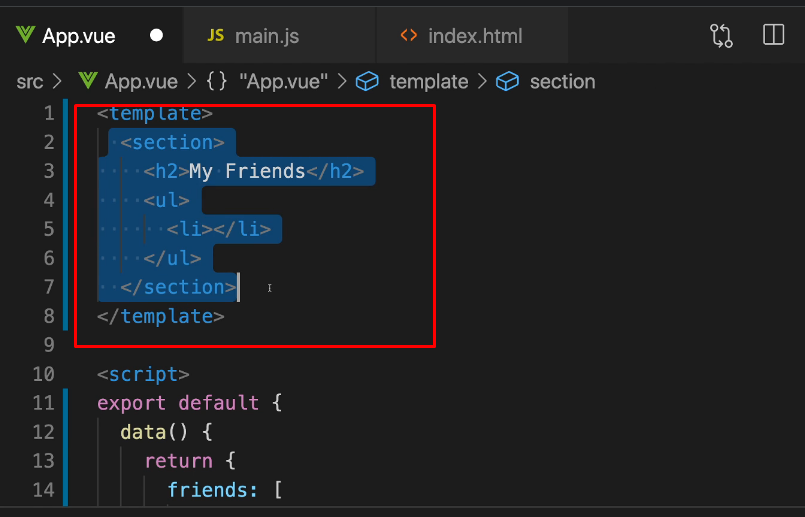 App.vue JS main.js index.html
src > App.vue > {} "App.vue" > template > section
1 <template>
2 <section>
3 <h2>My Friends</h2>
4 <ul>
5 <li></li>
6 </ul>
7 </section>
8 </template>
9
10 <script>
11 export default {
12 data() {
13 return {
14 friends: [